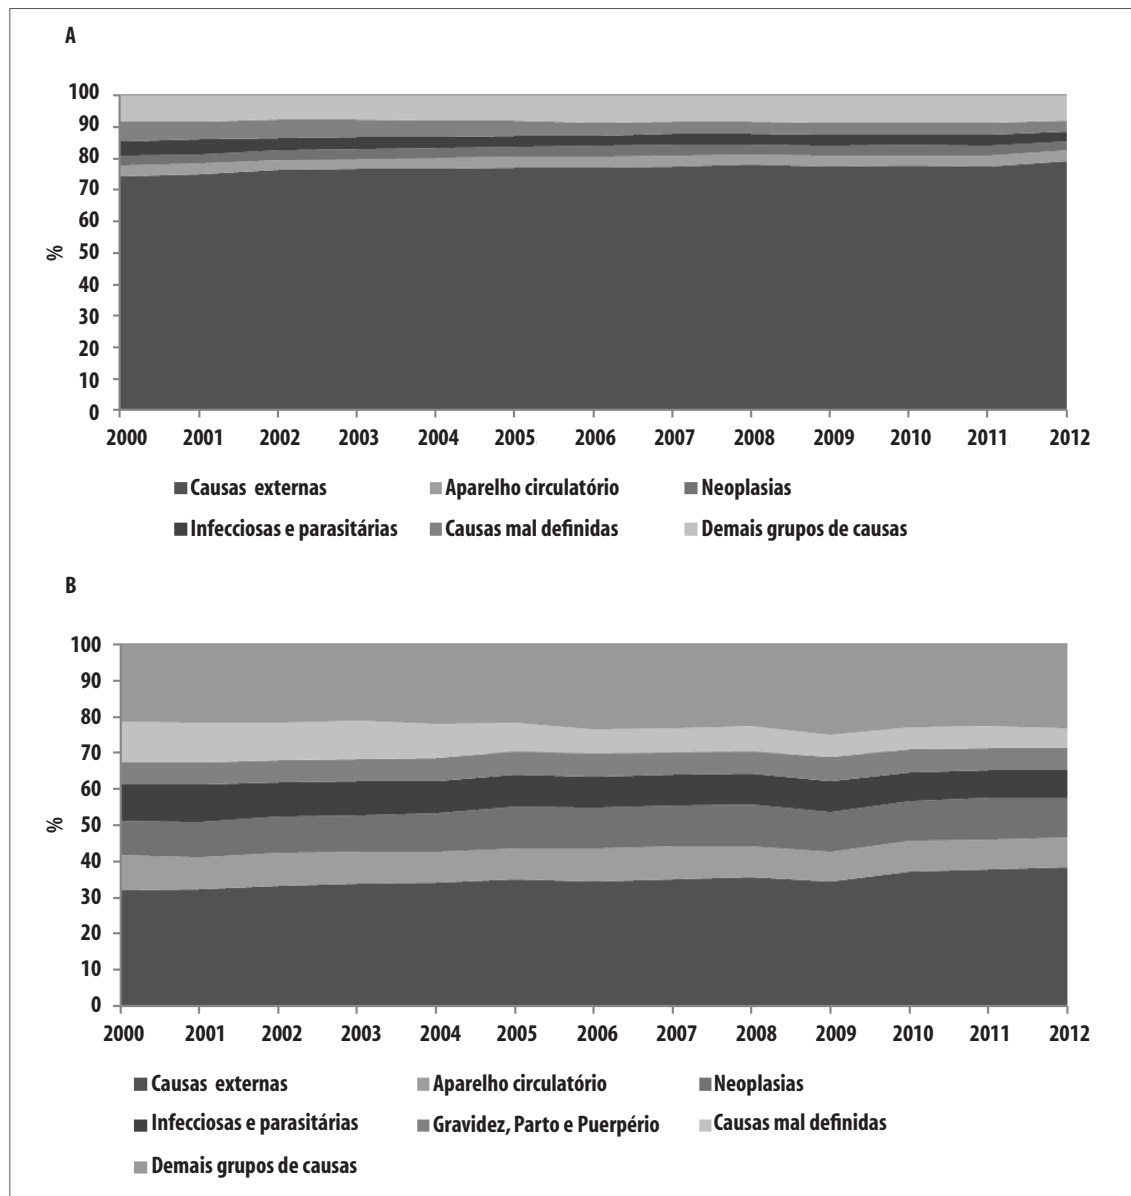 A
100
90
80
70
60
50
40
30
20
10
0
%
2000 2001 2002 2003 2004 2005 2006 2007 2008 2009 2010 2011 2012
Causas externas Aparelho circulatório Neoplasias
Infecciosas e parasitárias Causas mal definidas Demais grupos de causas
B
100
90
80
70
60
50
40
30
20
10
0
%
2000 2001 2002 2003 2004 2005 2006 2007 2008 2009 2010 2011 2012
Causas externas Aparelho circulatório Neoplasias
Infecciosas e parasitárias Gravidez, Parto e Puerpério Causas mal definidas
Demais grupos de causas